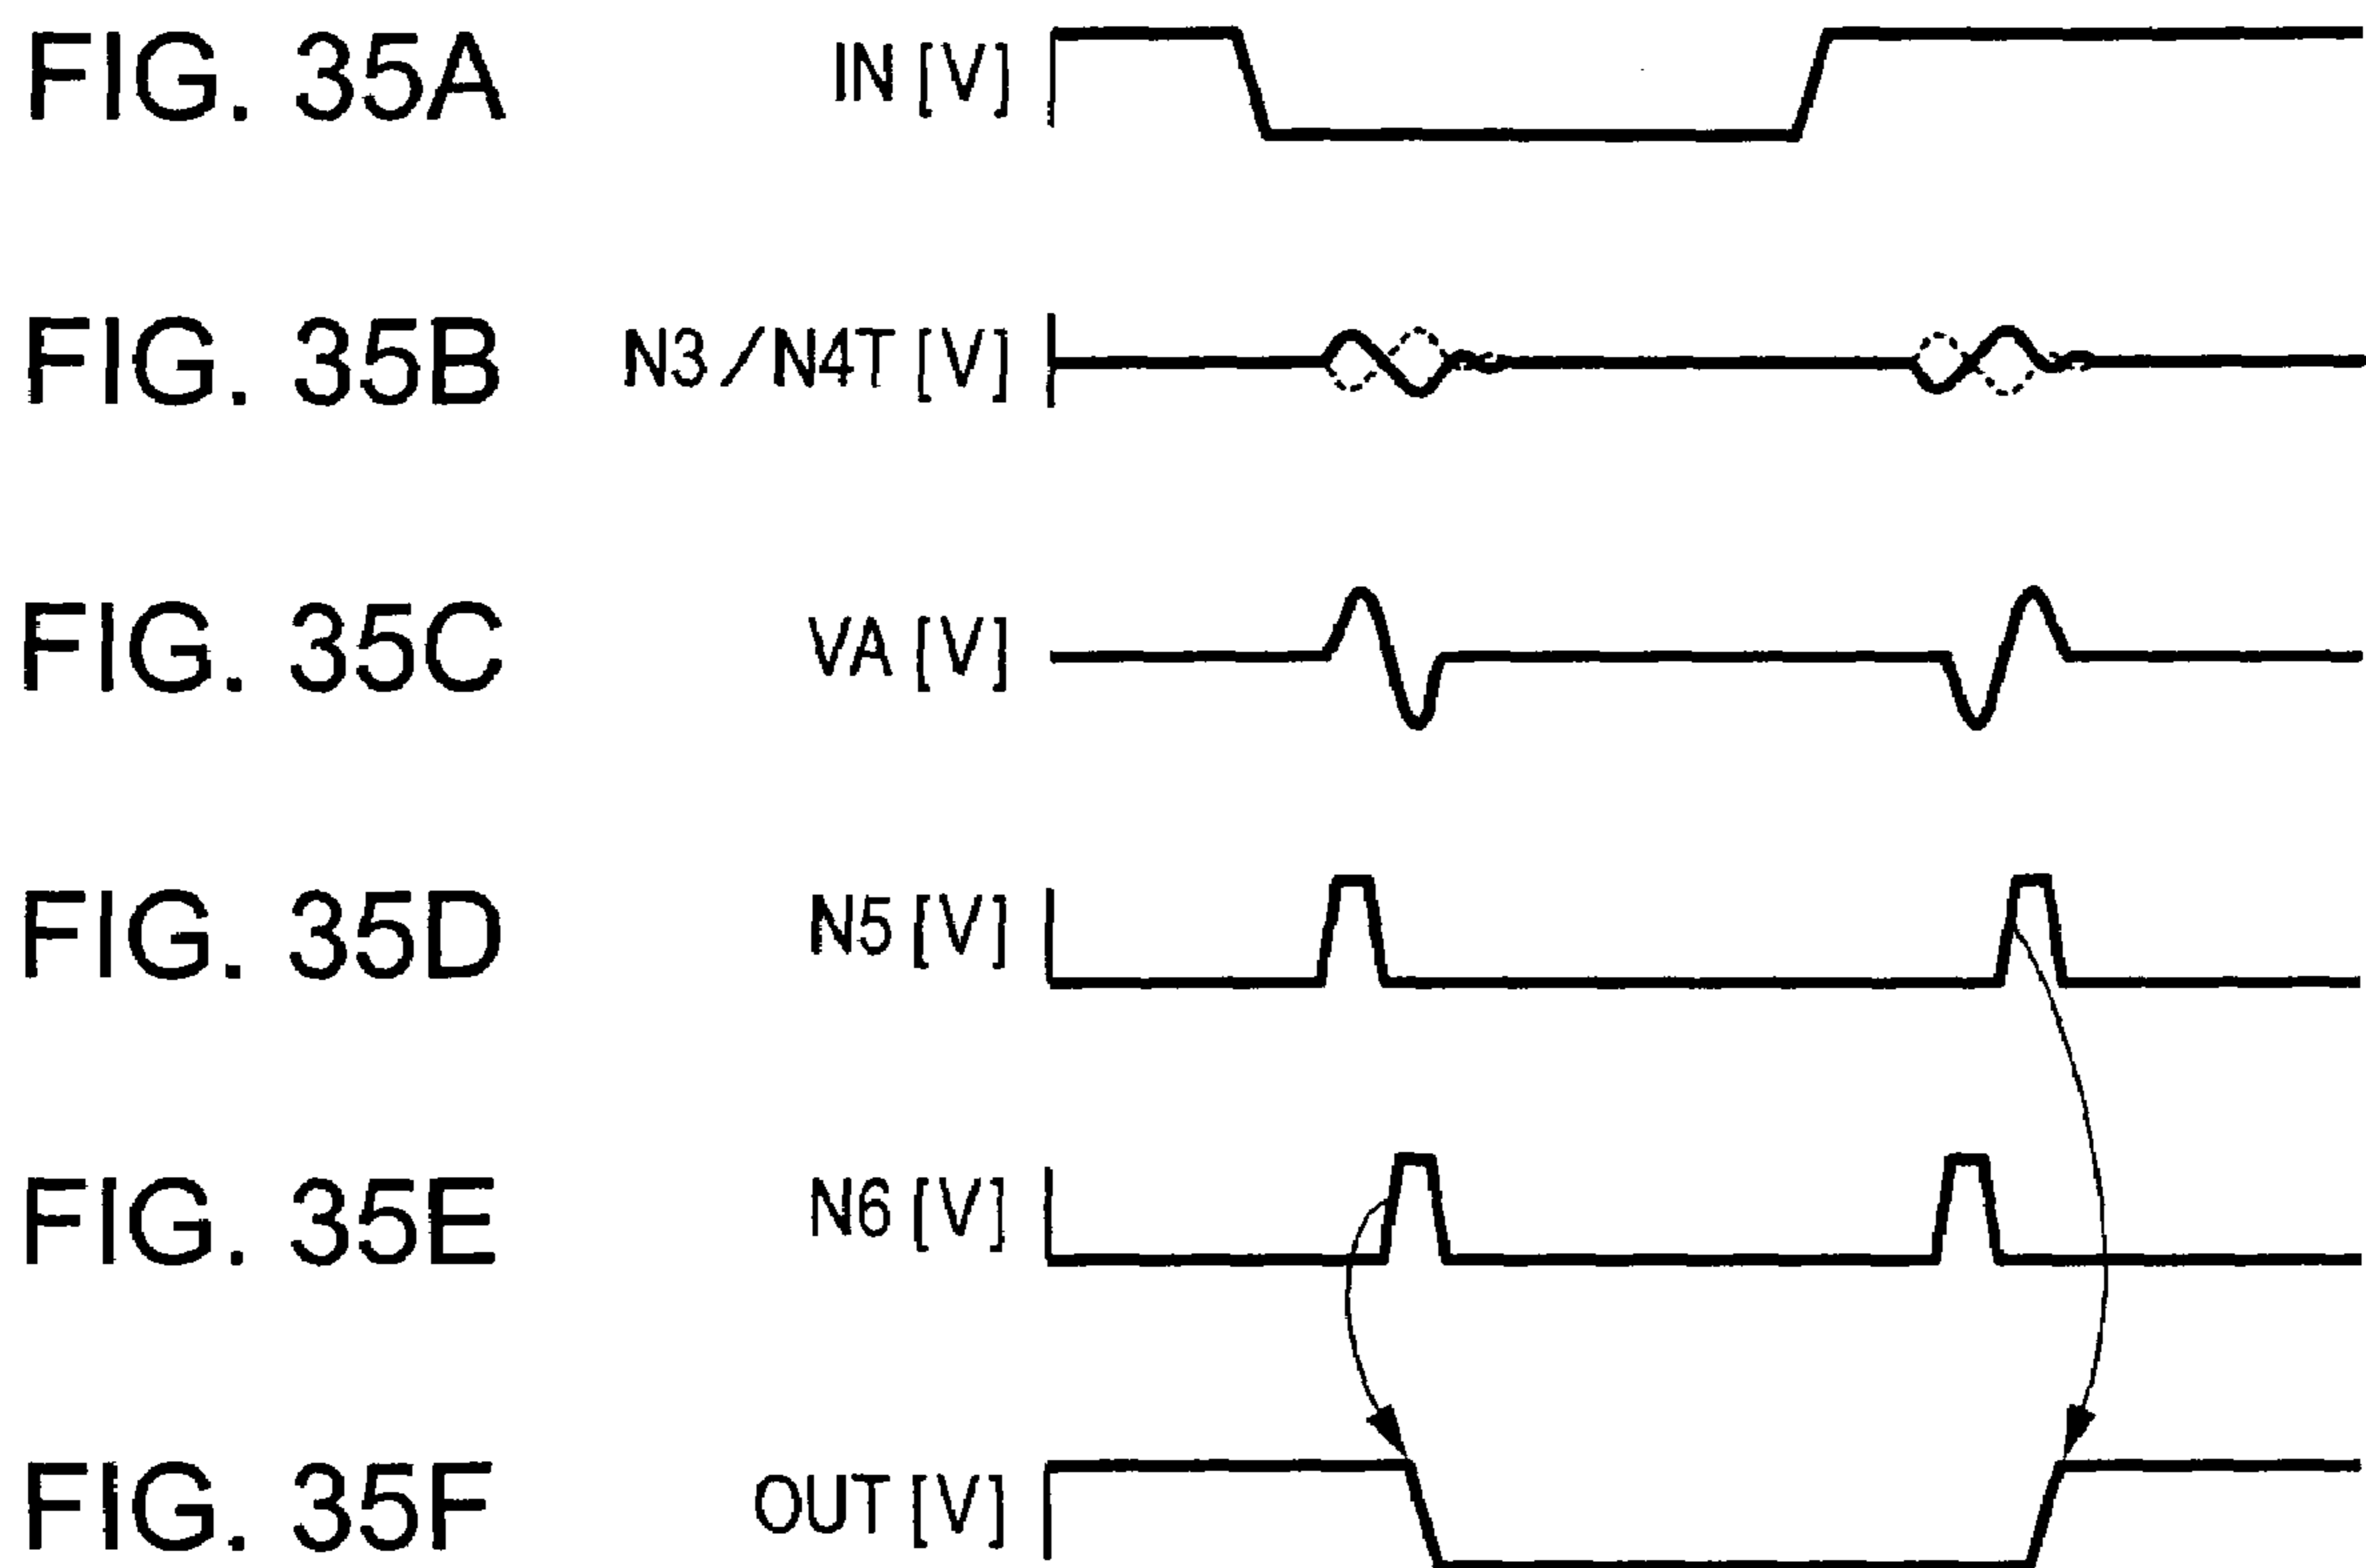 FIG. 35A IN [V]
FIG. 35B N3/N4T [V]
FIG. 35C VA [V]
FIG. 35D N5 [V]
FIG. 35E N6 [V]
FIG. 35F OUT [V]